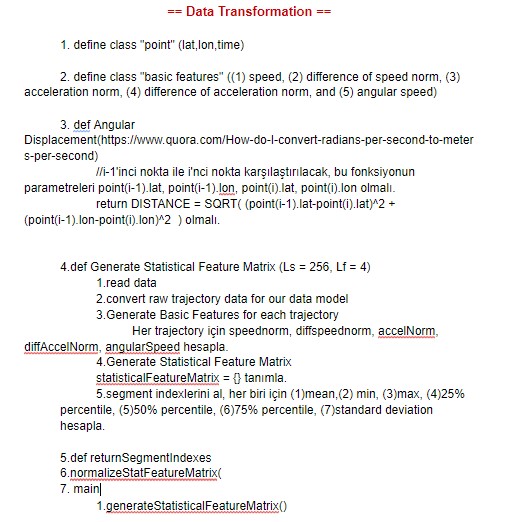 == Data Transformation ==
1. define class "point" (lat,lon,time)
2. define class "basic features" ((1) speed, (2) difference of speed norm, (3)
acceleration norm, (4) difference of acceleration norm, and (5) angular speed)
3. def Angular
Displacement(https://www.quora.com/How-do-I-convert-radians-per-second-to-meter
s-per-second)
//i-1'inci nokta ile i'nci nokta karşılaştırılacak, bu fonksiyonun
parametreleri point(i-1).lat, point(i-1).lon, point(i).lat, point(i).lon olmalı.
return DISTANCE = SQRT( (point(i-1).lat-point(i).lat)^2 +
(point(i-1).lon-point(i).lon)^2 ) olmalı.
4.def Generate Statistical Feature Matrix (Ls = 256, Lf = 4)
1.read data
2.convert raw trajectory data for our data model
3.Generate Basic Features for each trajectory
Her trajectory için speednorm, diffspeednorm, accelNorm,
diffAccelNorm, angularSpeed hesapla.
4.Generate Statistical Feature Matrix
statisticalFeatureMatrix = {} tanımla.
5.segment indexlerini al, her biri için (1)mean,(2) min, (3)max, (4)25%
percentile, (5)50% percentile, (6)75% percentile, (7)standard deviation
hesapla.
5.def returnSegmentIndexes
6.normalizeStatFeatureMatrix(
7. main
1.generateStatisticalFeatureMatrix()